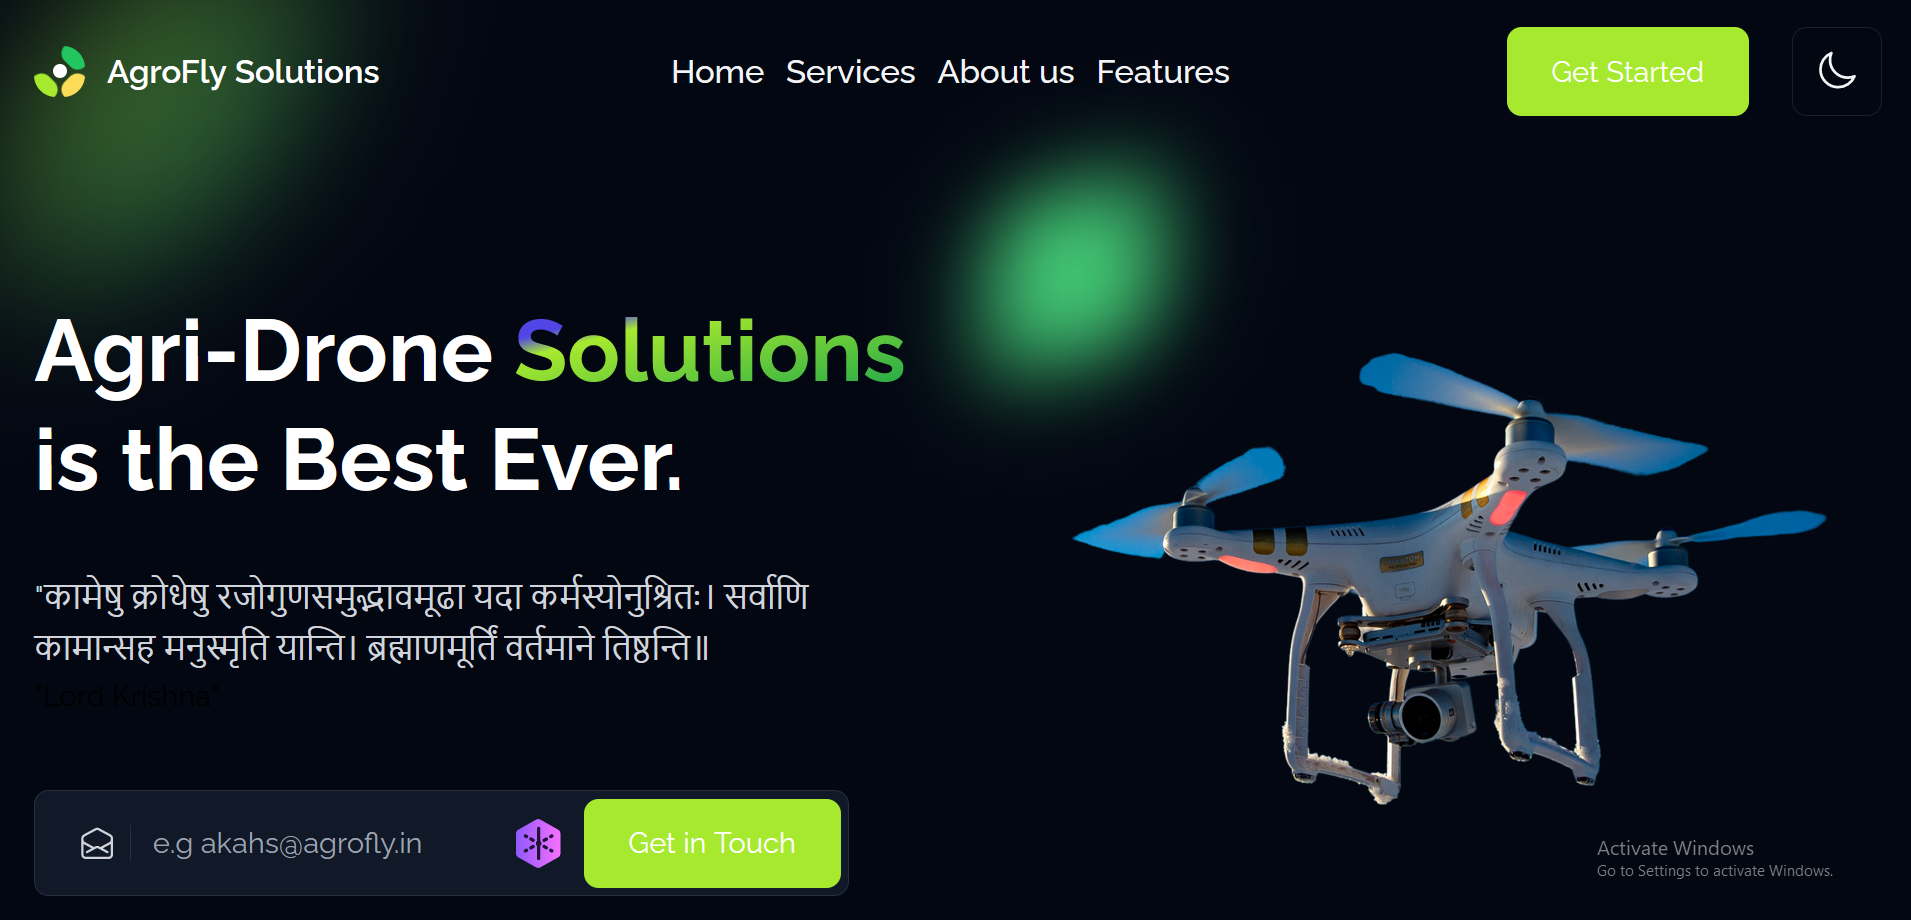 AgroFly Solutions
Home Services About us Features
Get Started
Agri-Drone Solutions
is the Best Ever.
"कामेषु क्रोधेषु रजोगुणसमुद्भावमूढा यदा कर्मस्योनुश्रितः। सर्वाणि
कामान्सह मनुस्मृति यान्ति। ब्रह्माणमूर्तिं वर्तमाने तिष्ठन्ति॥
"Lord Krishna"
e.g akahs@agrofly.in
Get in Touch
Activate Windows
Go to Settings to activate Windows.